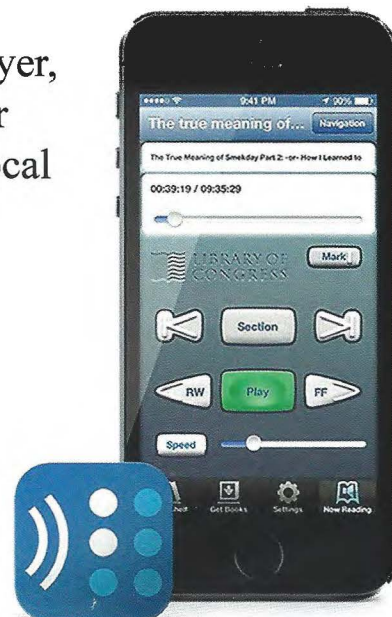 yer,
r
ocal
9:41 PM
90%
The true meaning of...
Navigation
The True Meaning of Smekday Part 2: -or- How I Learned to
00:39:19 / 09:35:29
LIBRARY OF
CONGRESS
Mark
Section
RW
Play
FF
Speed
Get Books
Settings
Now Reading